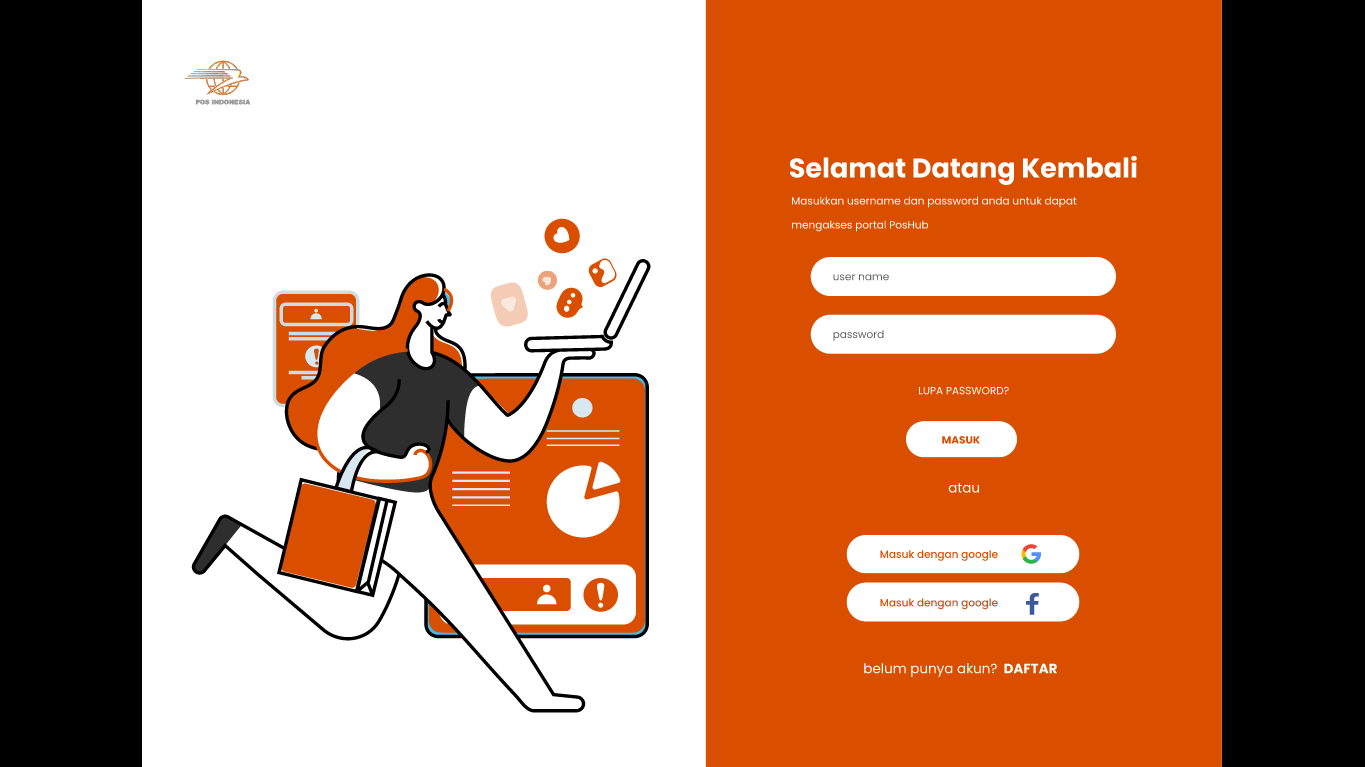 POS INDONESIA
Selamat Datang Kembali
Masukkan username dan password anda untuk dapat
mengakses portal PosHub
user name
password
LUPA PASSWORD?
MASUK
atau
Masuk dengan google
Masuk dengan google
belum punya akun? DAFTAR